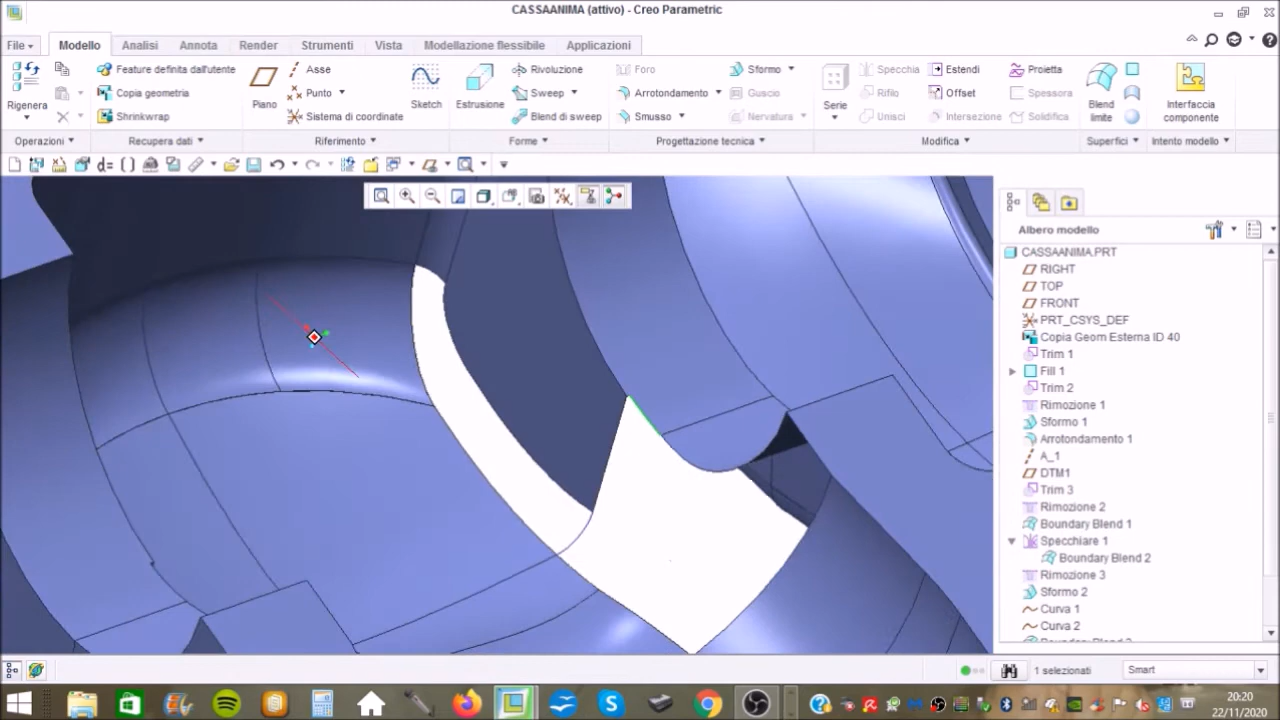 CASSAANIMA (attivo) - Creo Parametric
File Modello Analisi Annota Render Strumenti Vista Modellazione flessibile Applicazioni
Rigenera
Feature definita dall'utente
Copia geometria
Shrinkwrap
Piano
Asse
Punto
Sistema di coordinate
Sketch
Estrusione
Rivoluzione
Sweep
Blend di sweep
Foro
Arrotondamento
Smusso
Sformo
Guscio
Nervatura
Serie
Specchia
Rifilo
Unisci
Estendi
Offset
Intersezione
Proietta
Spessora
Solidifica
Blend limite
Interfaccia componente
Operazioni Recupera dati Riferimento Forme Progettazione tecnica Modifica Superfici Intento modello
Albero modello
CASSAANIMA.PRT
RIGHT
TOP
FRONT
PRT_CSYS_DEF
Copia Geom Esterna ID 40
Trim 1
Fill 1
Trim 2
Rimozione 1
Sformo 1
Arrotondamento 1
A_1
DTM1
Trim 3
Rimozione 2
Boundary Blend 1
Specchiare 1
Boundary Blend 2
Rimozione 3
Sformo 2
Curva 1
Curva 2
1 selezionati
Smart
20:20
22/11/2020